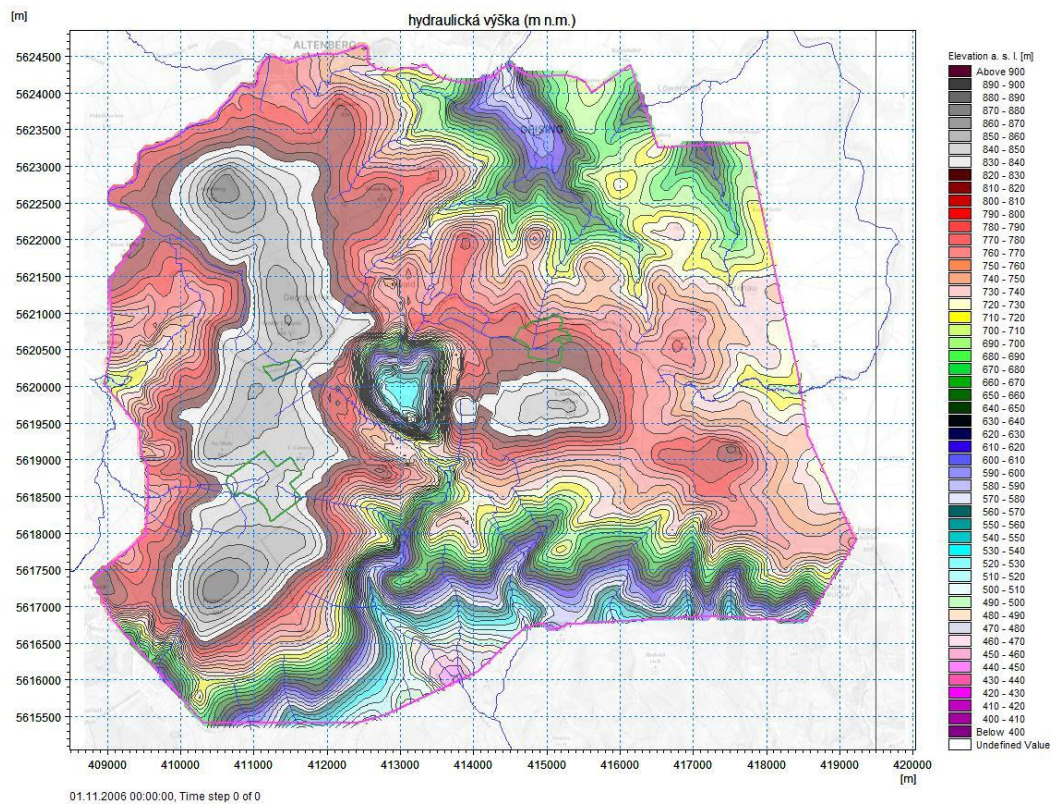 [m]
hydraulická výška (m n.m.)
ALTENBERG
GEISING
5624500
5624000
5623500
5623000
5622500
5622000
5621500
5621000
5620500
5620000
5619500
5619000
5618500
5618000
5617500
5617000
5616500
5616000
5615500
409000 410000 411000 412000 413000 414000 415000 416000 417000 418000 419000 420000
[m]
Elevation a. s. l. [m]
Above 900
890 - 900
880 - 890
870 - 880
860 - 870
850 - 860
840 - 850
830 - 840
820 - 830
810 - 820
800 - 810
790 - 800
780 - 790
770 - 780
760 - 770
750 - 760
740 - 750
730 - 740
720 - 730
710 - 720
700 - 710
690 - 700
680 - 690
670 - 680
660 - 670
650 - 660
640 - 650
630 - 640
620 - 630
610 - 620
600 - 610
590 - 600
580 - 590
570 - 580
560 - 570
550 - 560
540 - 550
530 - 540
520 - 530
510 - 520
500 - 510
490 - 500
480 - 490
470 - 480
460 - 470
450 - 460
440 - 450
430 - 440
420 - 430
410 - 420
400 - 410
Below 400
Undefined Value
01.11.2006 00:00:00, Time step 0 of 0